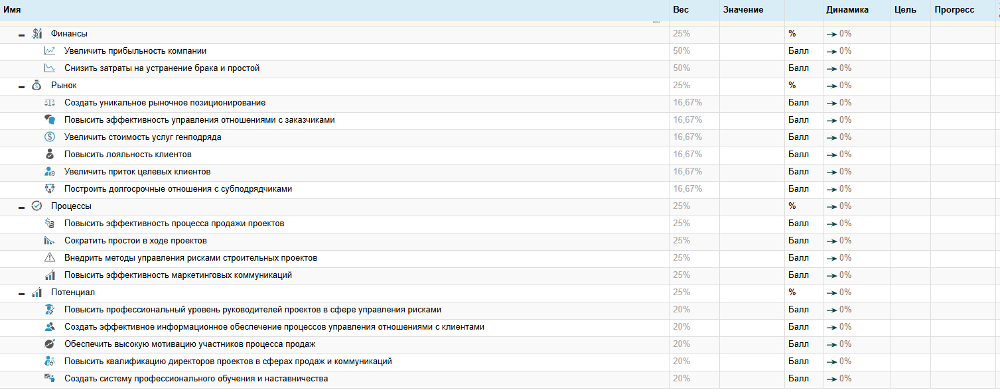 Имя Вес Значение Динамика Цель Прогресс
Финансы 25% % 0%
Увеличить прибыльность компании 50% Балл 0%
Снизить затраты на устранение брака и простой 50% Балл 0%
Рынок 25% % 0%
Создать уникальное рыночное позиционирование 16,67% Балл 0%
Повысить эффективность управления отношениями с заказчиками 16,67% Балл 0%
Увеличить стоимость услуг генподряда 16,67% Балл 0%
Повысить лояльность клиентов 16,67% Балл 0%
Увеличить приток целевых клиентов 16,67% Балл 0%
Построить долгосрочные отношения с субподрядчиками 16,67% Балл 0%
Процессы 25% % 0%
Повысить эффективность процесса продажи проектов 25% Балл 0%
Сократить простои в ходе проектов 25% Балл 0%
Внедрить методы управления рисками строительных проектов 25% Балл 0%
Повысить эффективность маркетинговых коммуникаций 25% Балл 0%
Потенциал 25% % 0%
Повысить профессиональный уровень руководителей проектов в сфере управления рисками 20% Балл 0%
Создать эффективное информационное обеспечение процессов управления отношениями с клиентами 20% Балл 0%
Обеспечить высокую мотивацию участников процесса продаж 20% Балл 0%
Повысить квалификацию директоров проектов в сферах продаж и коммуникаций 20% Балл 0%
Создать систему профессионального обучения и наставничества 20% Балл 0%